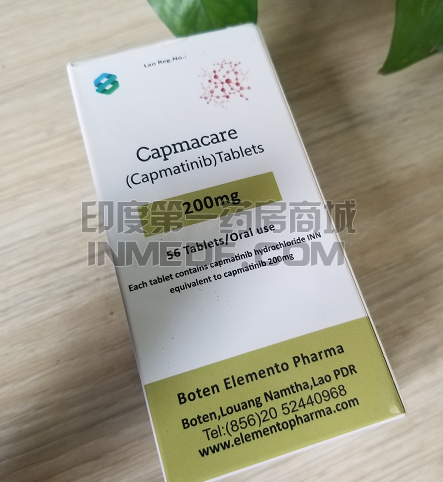 Lao Reg.No.:
Capmacare
(Capmatinib)Tablets
200mg
印度第一药房商城
INMEDE.COM
56 Tablets/Oral use
Each tablet contains capmatinib hydrochloride INN
equivalent to capmatinib 200mg
Boten Elemento Pharma
Boten,Louang Namtha,Lao PDR
Tel:(856)20 52440968
www.elementopharma.com